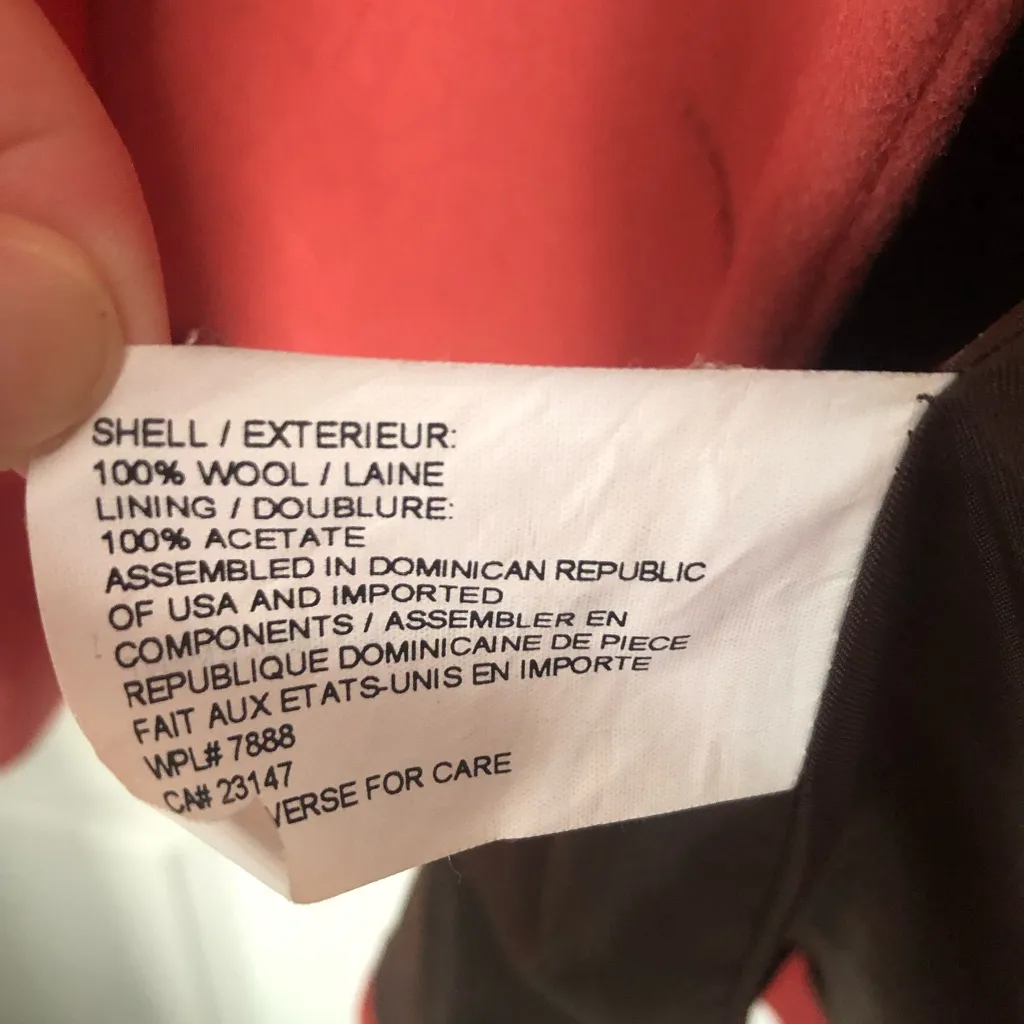 SHELL / EXTERIEUR:
100% WOOL / LAINE
LINING / DOUBLURE:
100% ACETATE
ASSEMBLED IN DOMINICAN REPUBLIC
OF USA AND IMPORTED
COMPONENTS / ASSEMBLER EN
REPUBLIQUE DOMINICAINE DE PIECE
FAIT AUX ETATS-UNIS EN IMPORTE
WPL# 7888
CA# 23147
VERSE FOR CARE